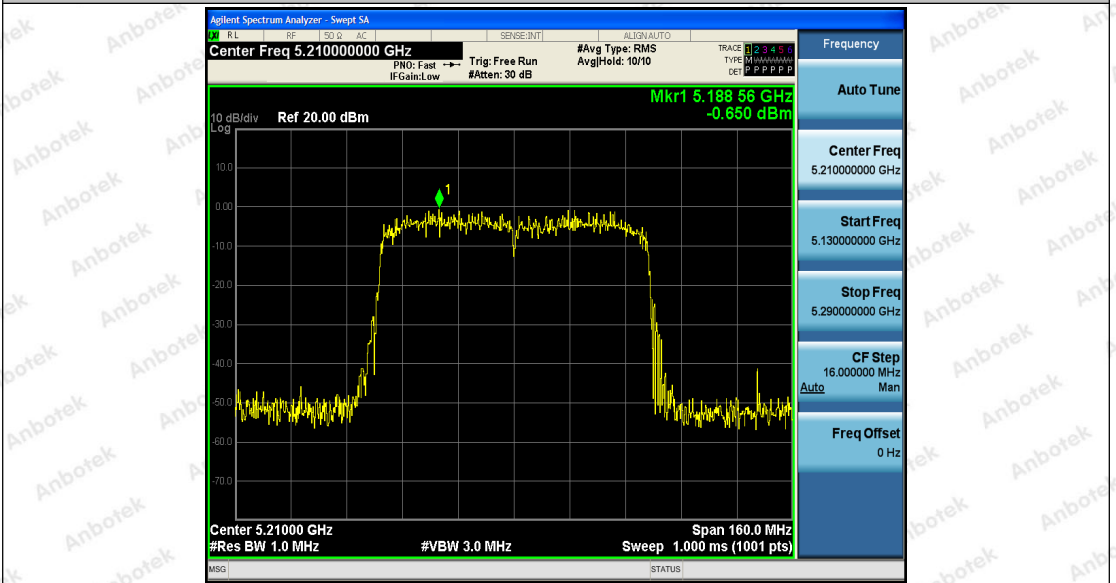 Agilent Spectrum Analyzer - Swept SA
RL RF 50 Ω AC SENSE:INT ALIGN AUTO
Center Freq 5.210000000 GHz
PNO: Fast
IFGain:Low
Trig: Free Run
#Atten: 30 dB
#Avg Type: RMS
Avg|Hold: 10/10
TRACE 1 2 3 4 5 6
TYPE M
DET P P P P P P
Mkr1 5.188 56 GHz
-0.650 dBm
10 dB/div Ref 20.00 dBm
Log
10.0
1
0.00
-10.0
-20.0
-30.0
-40.0
-50.0
-60.0
-70.0
Center 5.21000 GHz
Span 160.0 MHz
#Res BW 1.0 MHz
#VBW 3.0 MHz
Sweep 1.000 ms (1001 pts)
MSG STATUS
Frequency
Auto Tune
Center Freq
5.210000000 GHz
Start Freq
5.130000000 GHz
Stop Freq
5.290000000 GHz
CF Step
16.000000 MHz
Auto Man
Freq Offset
0 Hz
Anbotek